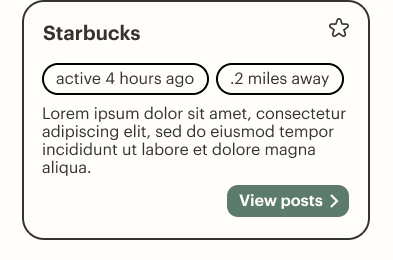 Starbucks
active 4 hours ago .2 miles away
Lorem ipsum dolor sit amet, consectetur
adipiscing elit, sed do eiusmod tempor
incididunt ut labore et dolore magna
aliqua.
View posts